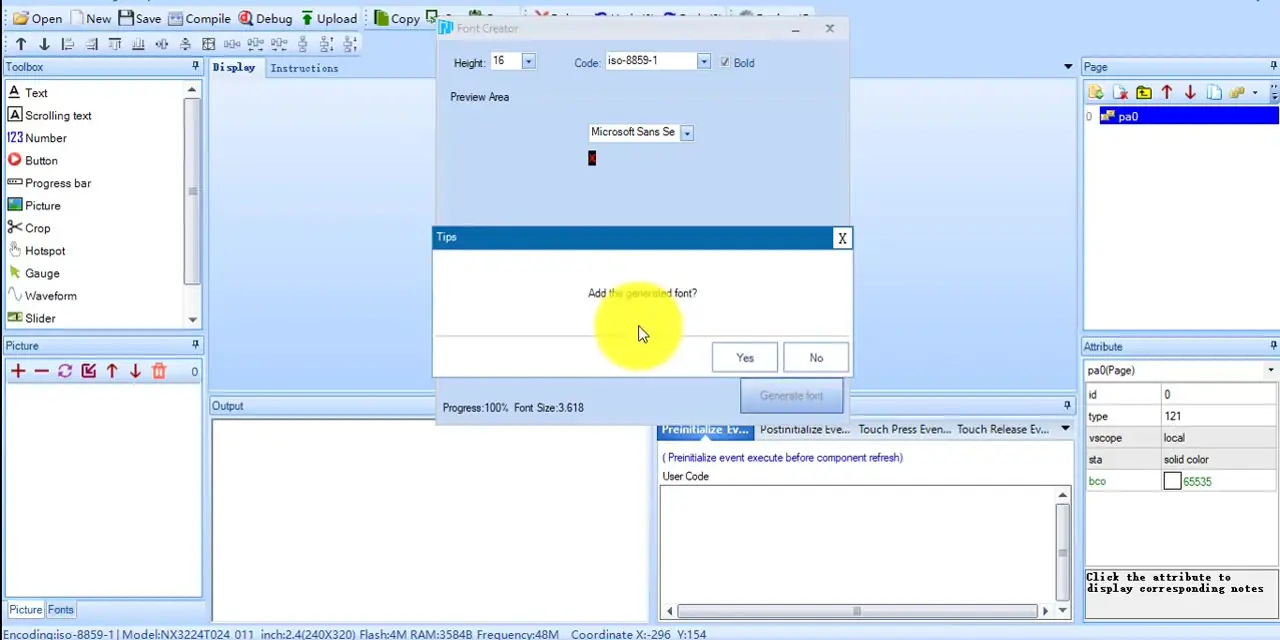 Open New Save Compile Debug Upload Copy
Font Creator
Toolbox
Display Instructions
Page
Height: 16 Code: iso-8859-1 Bold
Text
Preview Area
Scrolling text
0 pa0
123 Number
Microsoft Sans Se
Button
X
Progress bar
Picture
Crop
Tips X
Hotspot
Gauge
Add the generated font?
Waveform
Slider
Picture
Attribute
Yes No
0
pa0(Page)
Generate font
id 0
Progress:100% Font Size:3.618
Output
type 121
Preinitialize Ev... Postinitialize Eve... Touch Press Even... Touch Release Ev...
vscope local
( Preinitialize event execute before component refresh)
sta solid color
User Code
bco 65535
Click the attribute to
display corresponding notes
Picture Fonts
Encoding:iso-8859-1 Model:NX3224T024_011 inch:2.4(240X320) Flash:4M RAM:3584B Frequency:48M Coordinate X:-296 Y:154